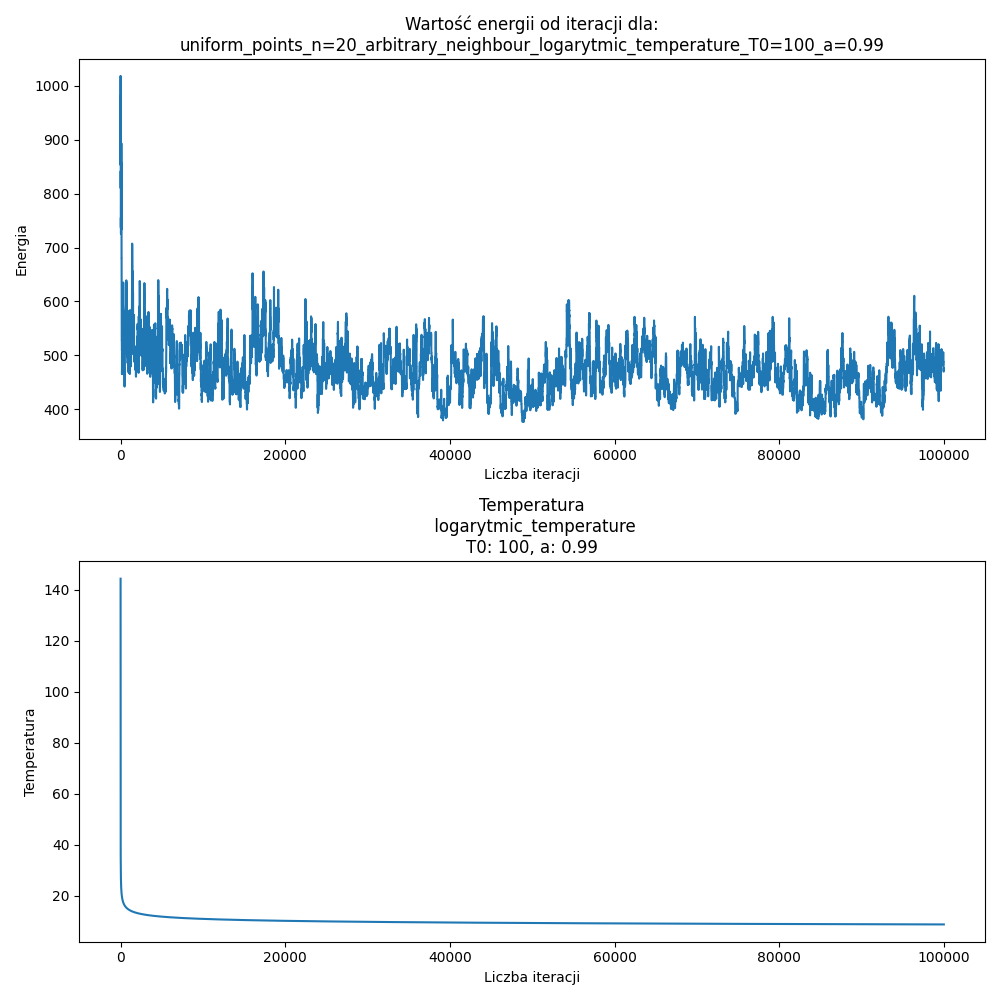 Wartość energii od iteracji dla:
uniform_points_n=20_arbitrary_neighbour_logarytmic_temperature_T0=100_a=0.99
1000
900
800
700
600
500
400
Energia
0 20000 40000 60000 80000 100000
Liczba iteracji
Temperatura
logarytmic_temperature
T0: 100, a: 0.99
140
120
100
80
60
40
20
Temperatura
0 20000 40000 60000 80000 100000
Liczba iteracji